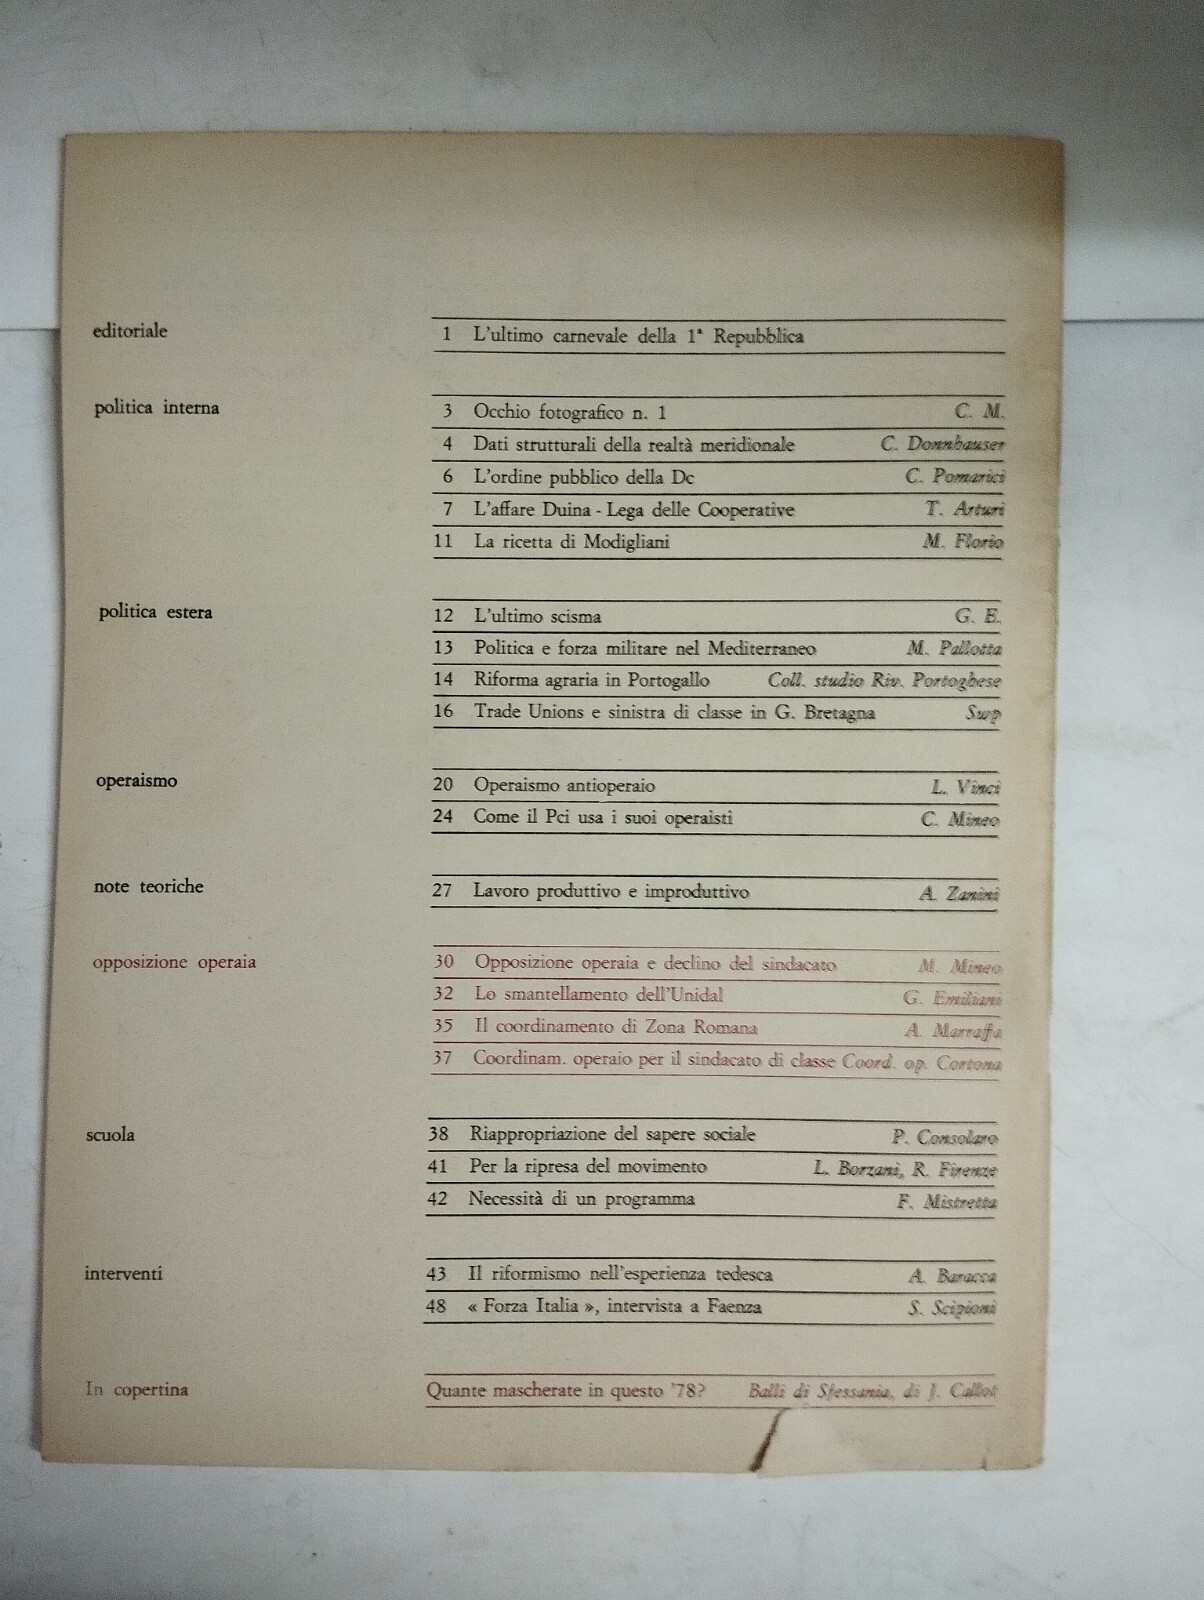 editoriale
1 L'ultimo carnevale della 1ª Repubblica
politica interna
3 Occhio fotografico n. 1 C. M.
4 Dati strutturali della realtà meridionale C. Donnhauser
6 L'ordine pubblico della Dc C. Pomarici
7 L'affare Duina - Lega delle Cooperative T. Arturi
11 La ricetta di Modigliani M. Florio
politica estera
12 L'ultimo scisma G. E.
13 Politica e forza militare nel Mediterraneo M. Pallotta
14 Riforma agraria in Portogallo Coll. studio Riv. Portoghese
16 Trade Unions e sinistra di classe in G. Bretagna Swp
operaismo
20 Operaismo antioperaio L. Vinci
24 Come il Pci usa i suoi operaisti C. Mineo
note teoriche
27 Lavoro produttivo e improduttivo A. Zanini
opposizione operaia
30 Opposizione operaia e declino del sindacato M. Mineo
32 Lo smantellamento dell'Unidal G. Emiliani
35 Il coordinamento di Zona Romana A. Marraffa
37 Coordinam. operaio per il sindacato di classe Coord. op. Cortona
scuola
38 Riappropriazione del sapere sociale P. Consolaro
41 Per la ripresa del movimento L. Borzani, R. Firenze
42 Necessità di un programma F. Mistretta
interventi
43 Il riformismo nell'esperienza tedesca A. Baracca
48 « Forza Italia », intervista a Faenza S. Scipioni
In copertina
Quante mascherate in questo '78? Balli di Sfessania, di J. Callot